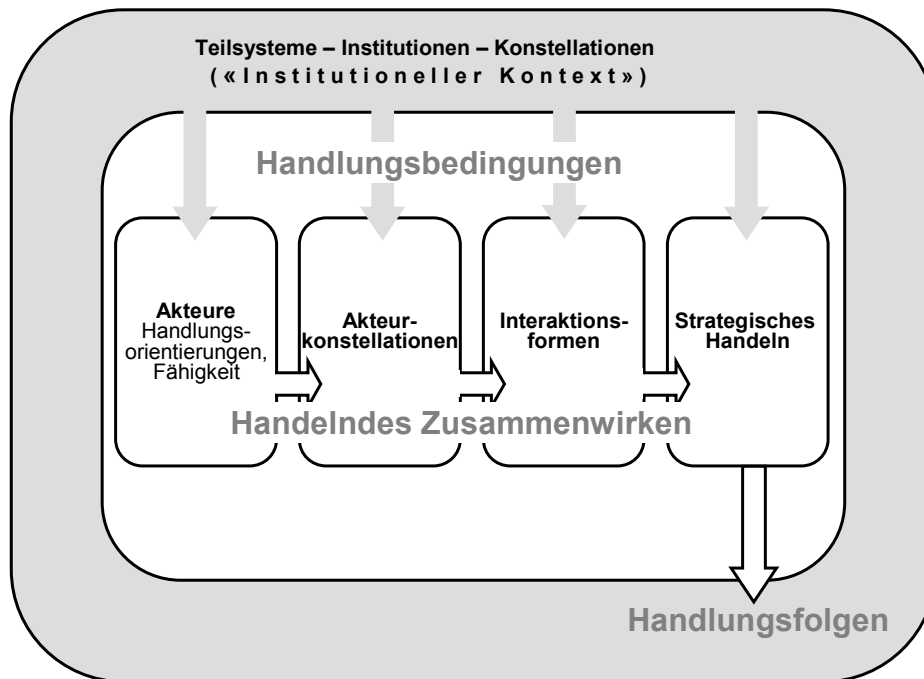 Teilsysteme – Institutionen – Konstellationen
(«Institutioneller Kontext»)
Handlungsbedingungen
Akteure
Handlungs-
orientierungen,
Fähigkeit
Akteur-
konstellationen
Interaktions-
formen
Strategisches
Handeln
Handelndes Zusammenwirken
Handlungsfolgen